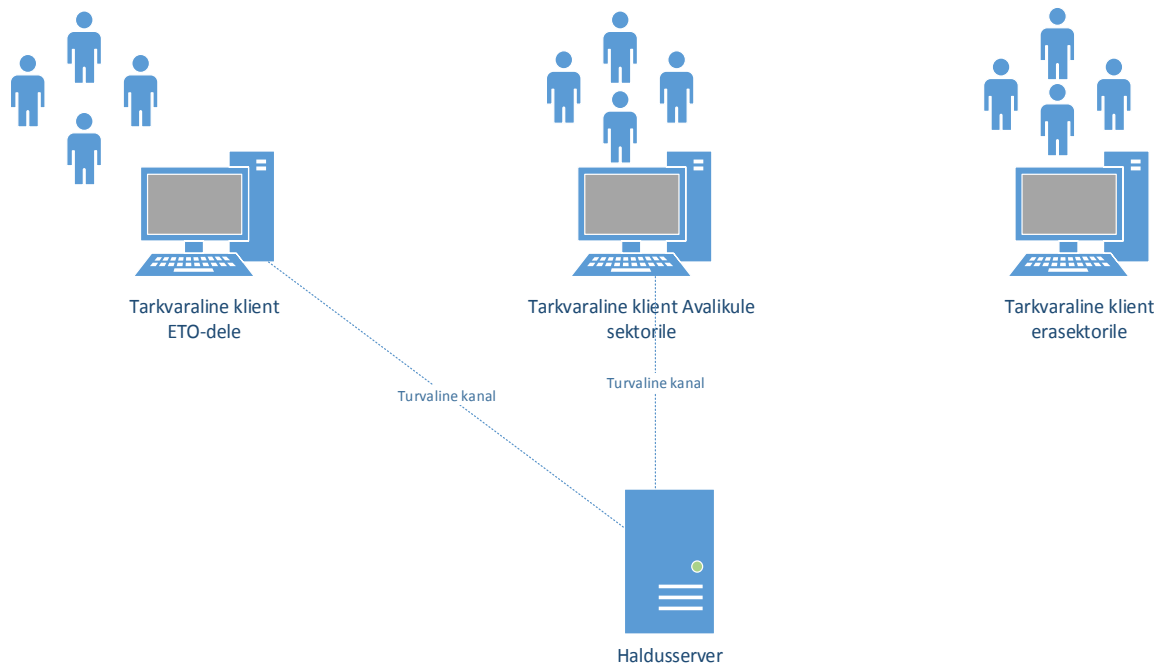 Tarkvaraline klient
ETO-dele
Tarkvaraline klient Avalikule
sektorile
Tarkvaraline klient
erasektorile
Turvaline kanal
Turvaline kanal
Haldusserver